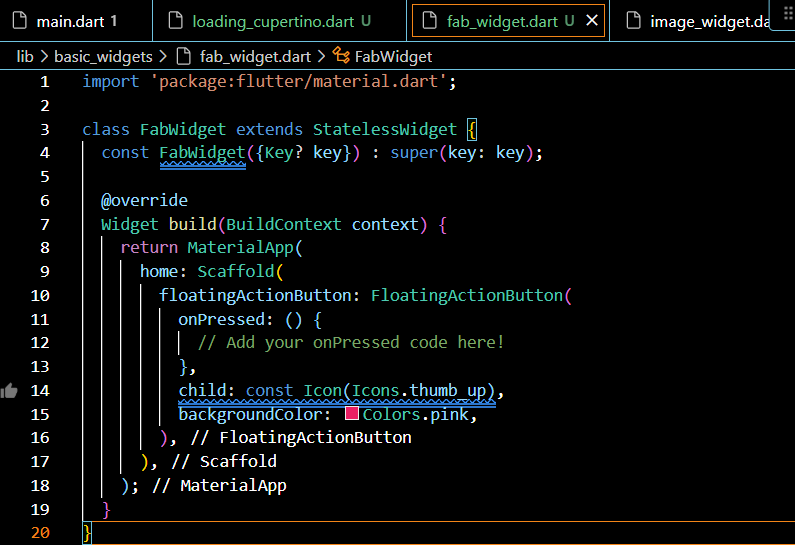 main.dart 1 loading_cupertino.dart U fab_widget.dart U × image_widget.da
lib > basic_widgets > fab_widget.dart > FabWidget
1 import 'package:flutter/material.dart';
2
3 class FabWidget extends StatelessWidget {
4 const FabWidget({Key? key}) : super(key: key);
5
6 @override
7 Widget build(BuildContext context) {
8 return MaterialApp(
9 home: Scaffold(
10 floatingActionButton: FloatingActionButton(
11 onPressed: () {
12 // Add your onPressed code here!
13 },
14 child: const Icon(Icons.thumb_up),
15 backgroundColor: Colors.pink,
16 ), // FloatingActionButton
17 ), // Scaffold
18 ); // MaterialApp
19 }
20 }